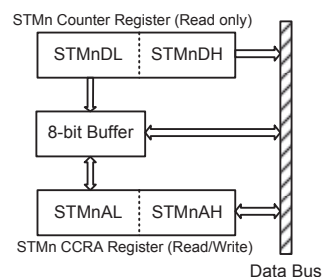 STMn Counter Register (Read only)
STMnDL STMnDH
8-bit Buffer
STMnAL STMnAH
STMn CCRA Register (Read/Write)
Data Bus